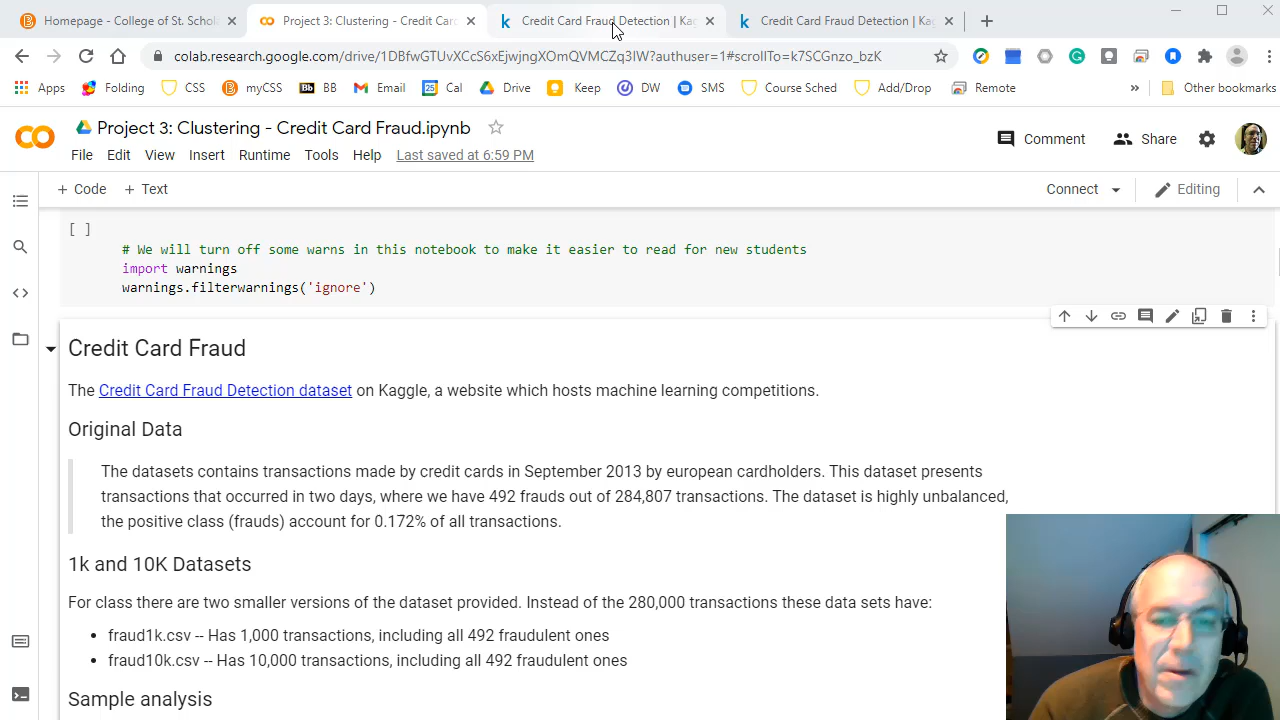 Homepage - College of St. Schol
Project 3: Clustering - Credit Card
Credit Card Fraud Detection | Kag
Credit Card Fraud Detection | Kag
colab.research.google.com/drive/1DBfwGTUvXCcS6xEjwjngXOmQVMCZq3IW?authuser=1#scrollTo=k7SCGnzo_bcK
Apps Folding CSS mCSS Bb BB Email 25 Cal Drive Keep DW SMS Course Sched Add/Drop Remote » Other bookmarks
Project 3: Clustering - Credit Card Fraud.ipynb
Comment Share
File Edit View Insert Runtime Tools Help Last saved at 6:59 PM
+ Code + Text Connect Editing
[ ]
# We will turn off some warns in this notebook to make it easier to read for new students
import warnings
warnings.filterwarnings('ignore')
Credit Card Fraud
The Credit Card Fraud Detection dataset on Kaggle, a website which hosts machine learning competitions.
Original Data
The datasets contains transactions made by credit cards in September 2013 by european cardholders. This dataset presents
transactions that occurred in two days, where we have 492 frauds out of 284,807 transactions. The dataset is highly unbalanced,
the positive class (frauds) account for 0.172% of all transactions.
1k and 10K Datasets
For class there are two smaller versions of the dataset provided. Instead of the 280,000 transactions these data sets have:
• fraud1k.csv -- Has 1,000 transactions, including all 492 fraudulent ones
• fraud10k.csv -- Has 10,000 transactions, including all 492 fraudulent ones
Sample analysis